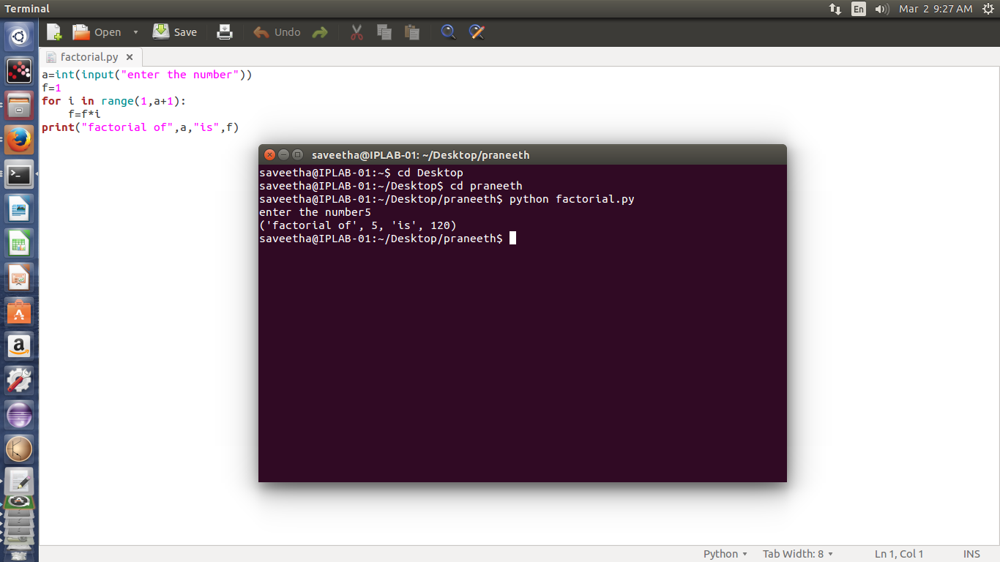 Terminal
En
Mar 2 9:27 AM
Open
Save
Undo
factorial.py
a=int(input("enter the number"))
f=1
for i in range(1,a+1):
    f=f*i
print("factorial of",a,"is",f)
saveetha@IPLAB-01: ~/Desktop/praneeth
saveetha@IPLAB-01:~$ cd Desktop
saveetha@IPLAB-01:~/Desktop$ cd praneeth
saveetha@IPLAB-01:~/Desktop/praneeth$ python factorial.py
enter the number5
('factorial of', 5, 'is', 120)
saveetha@IPLAB-01:~/Desktop/praneeth$
Python
Tab Width: 8
Ln 1, Col 1
INS